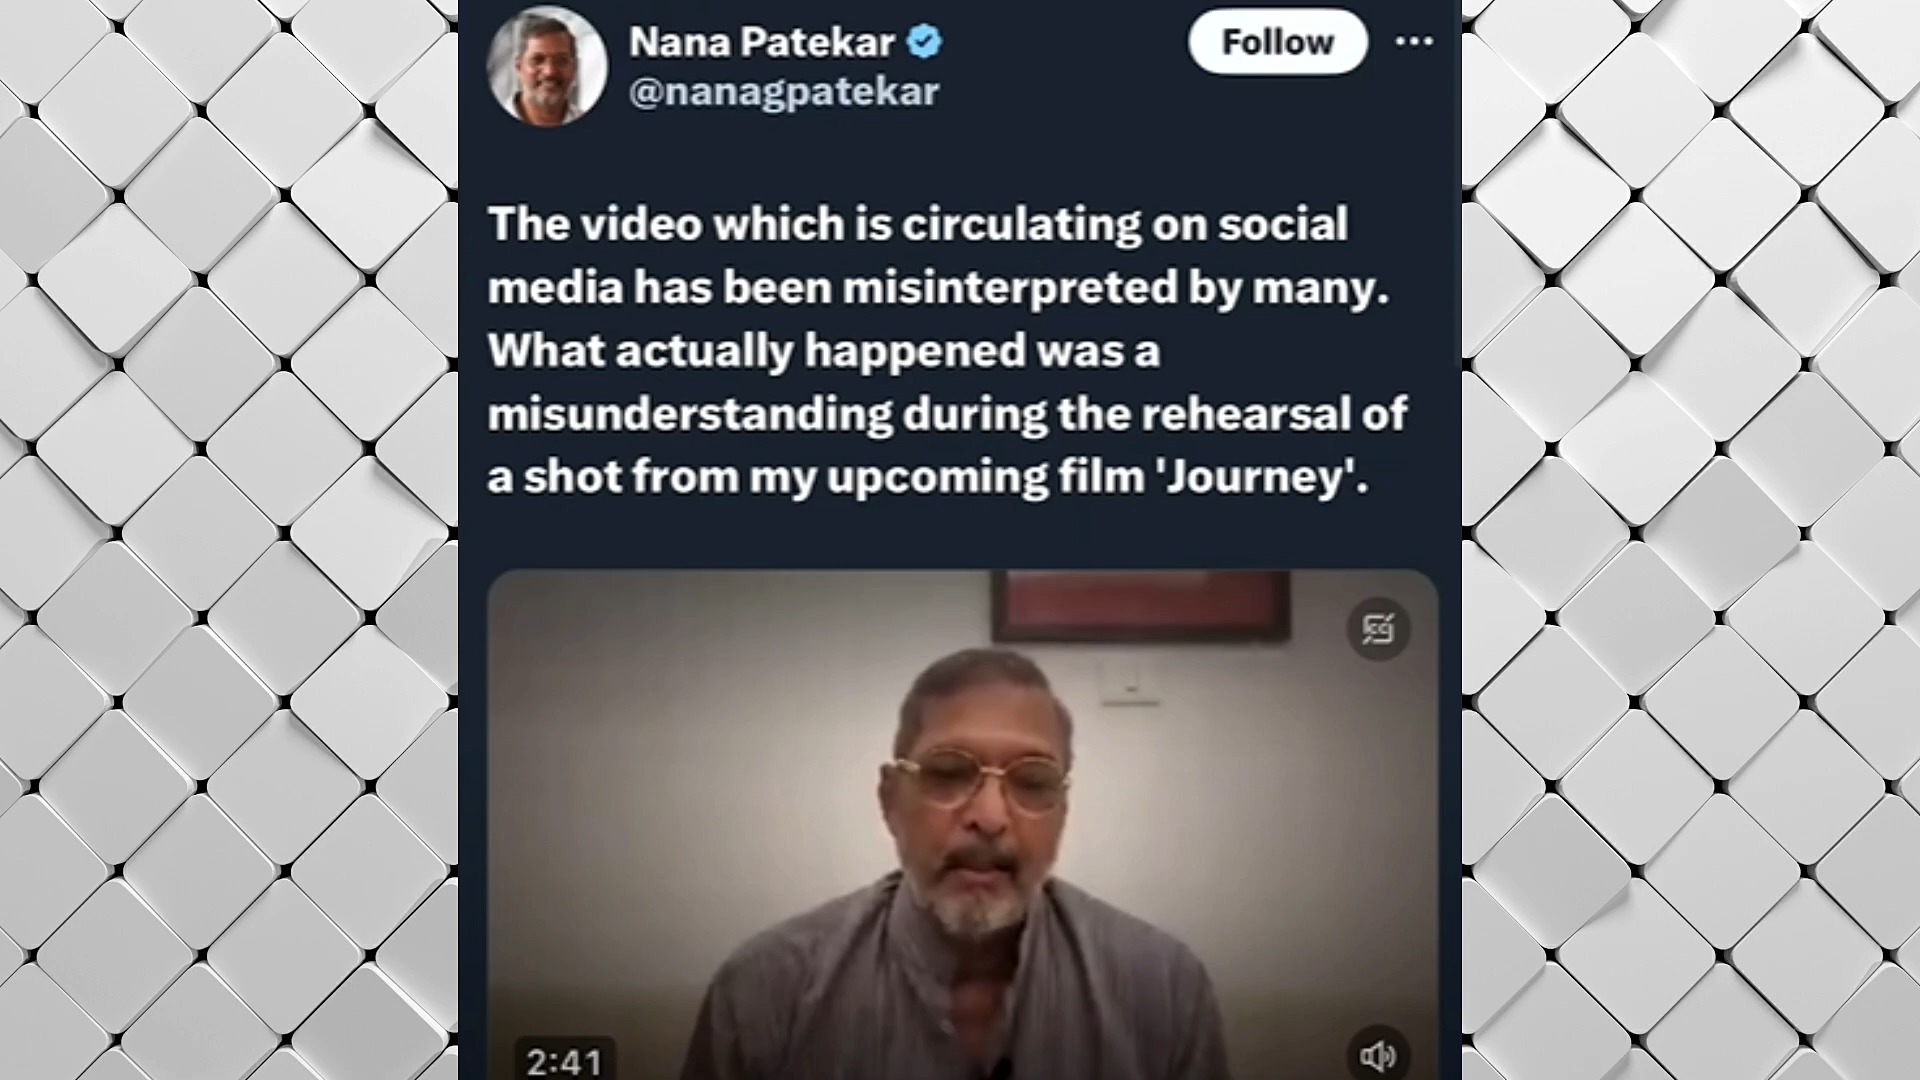 Nana Patekar
@nanagpatekar
Follow
The video which is circulating on social
media has been misinterpreted by many.
What actually happened was a
misunderstanding during the rehearsal of
a shot from my upcoming film 'Journey'.
2:41